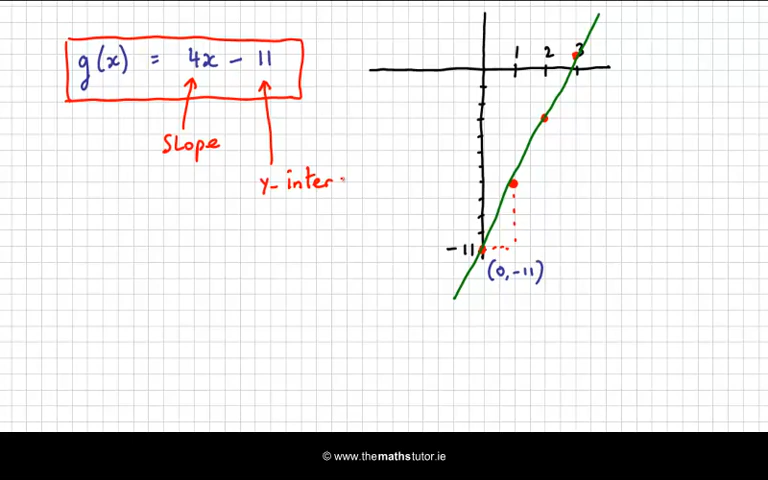 g(x) = 4x - 11
Slope
y-inter
1 2 3
-11
(0,-11)
© www.themathstutor.ie